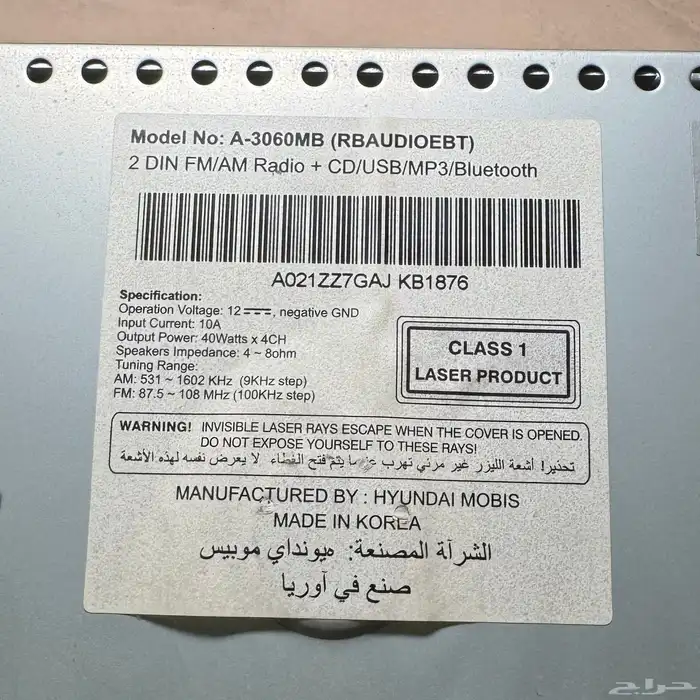 Model No: A-3060MB (RBAUDIOEBT)
2 DIN FM/AM Radio + CD/USB/MP3/Bluetooth
A021ZZ7GAJ KB1876
Specification:
Operation Voltage: 12 ⎓, negative GND
Input Current: 10A
Output Power: 40Watts x 4CH
Speakers Impedance: 4 ~ 8ohm
Tuning Range:
AM: 531 ~ 1602 KHz (9KHz step)
FM: 87.5 ~ 108 MHz (100KHz step)
CLASS 1
LASER PRODUCT
WARNING! INVISIBLE LASER RAYS ESCAPE WHEN THE COVER IS OPENED.
DO NOT EXPOSE YOURSELF TO THESE RAYS!
تحذير! أشعة الليزر غير مرئي تهرب يتم فتح الغطاء لا يعرض نفسه لهذه الأشعة
MANUFACTURED BY : HYUNDAI MOBIS
MADE IN KOREA
الشرآة المصنعة: هيونداي موبيس
صنع في آوريا
حراج